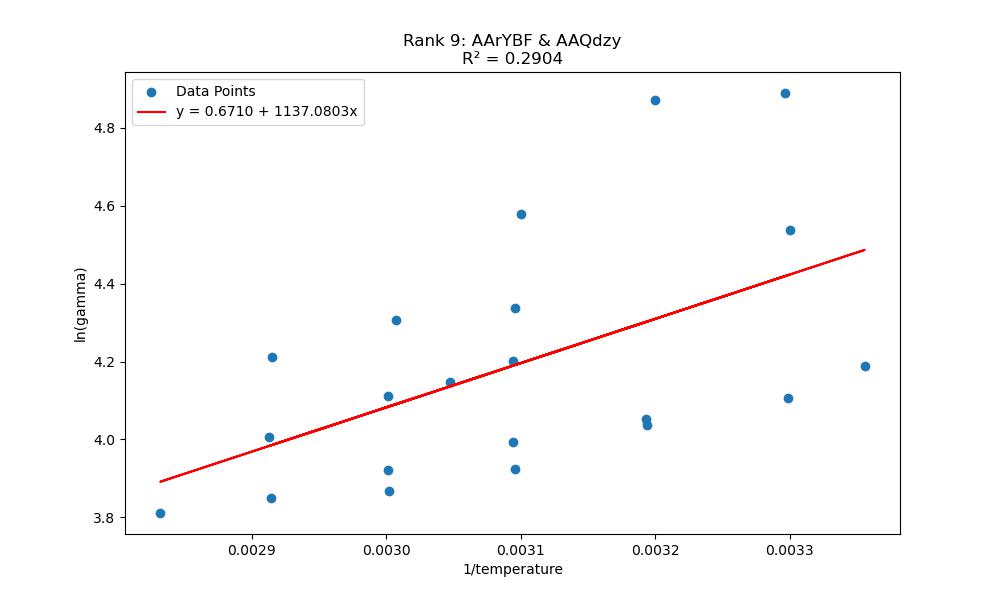 Rank 9: AArYBF & AAQdzy
R² = 0.2904
Data Points
y = 0.6710 + 1137.0803x
4.8
4.6
4.4
4.2
4.0
3.8
ln(gamma)
0.0029 0.0030 0.0031 0.0032 0.0033
1/temperature